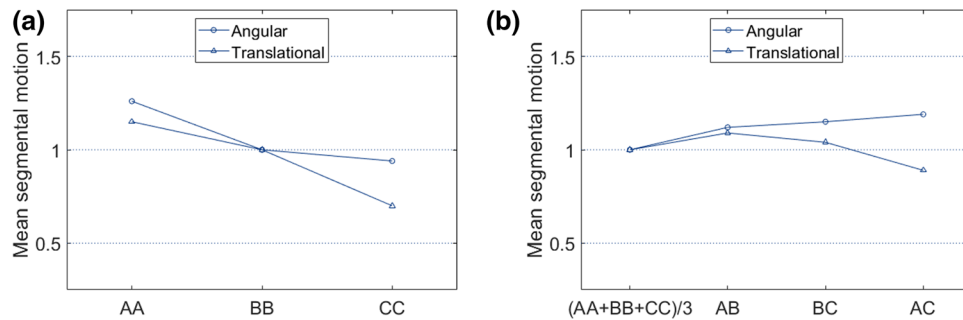 (a)
Angular
Translational
Mean segmental motion
1.5
1
0.5
AA BB CC
(b)
Angular
Translational
Mean segmental motion
1.5
1
0.5
(AA+BB+CC)/3 AB BC AC